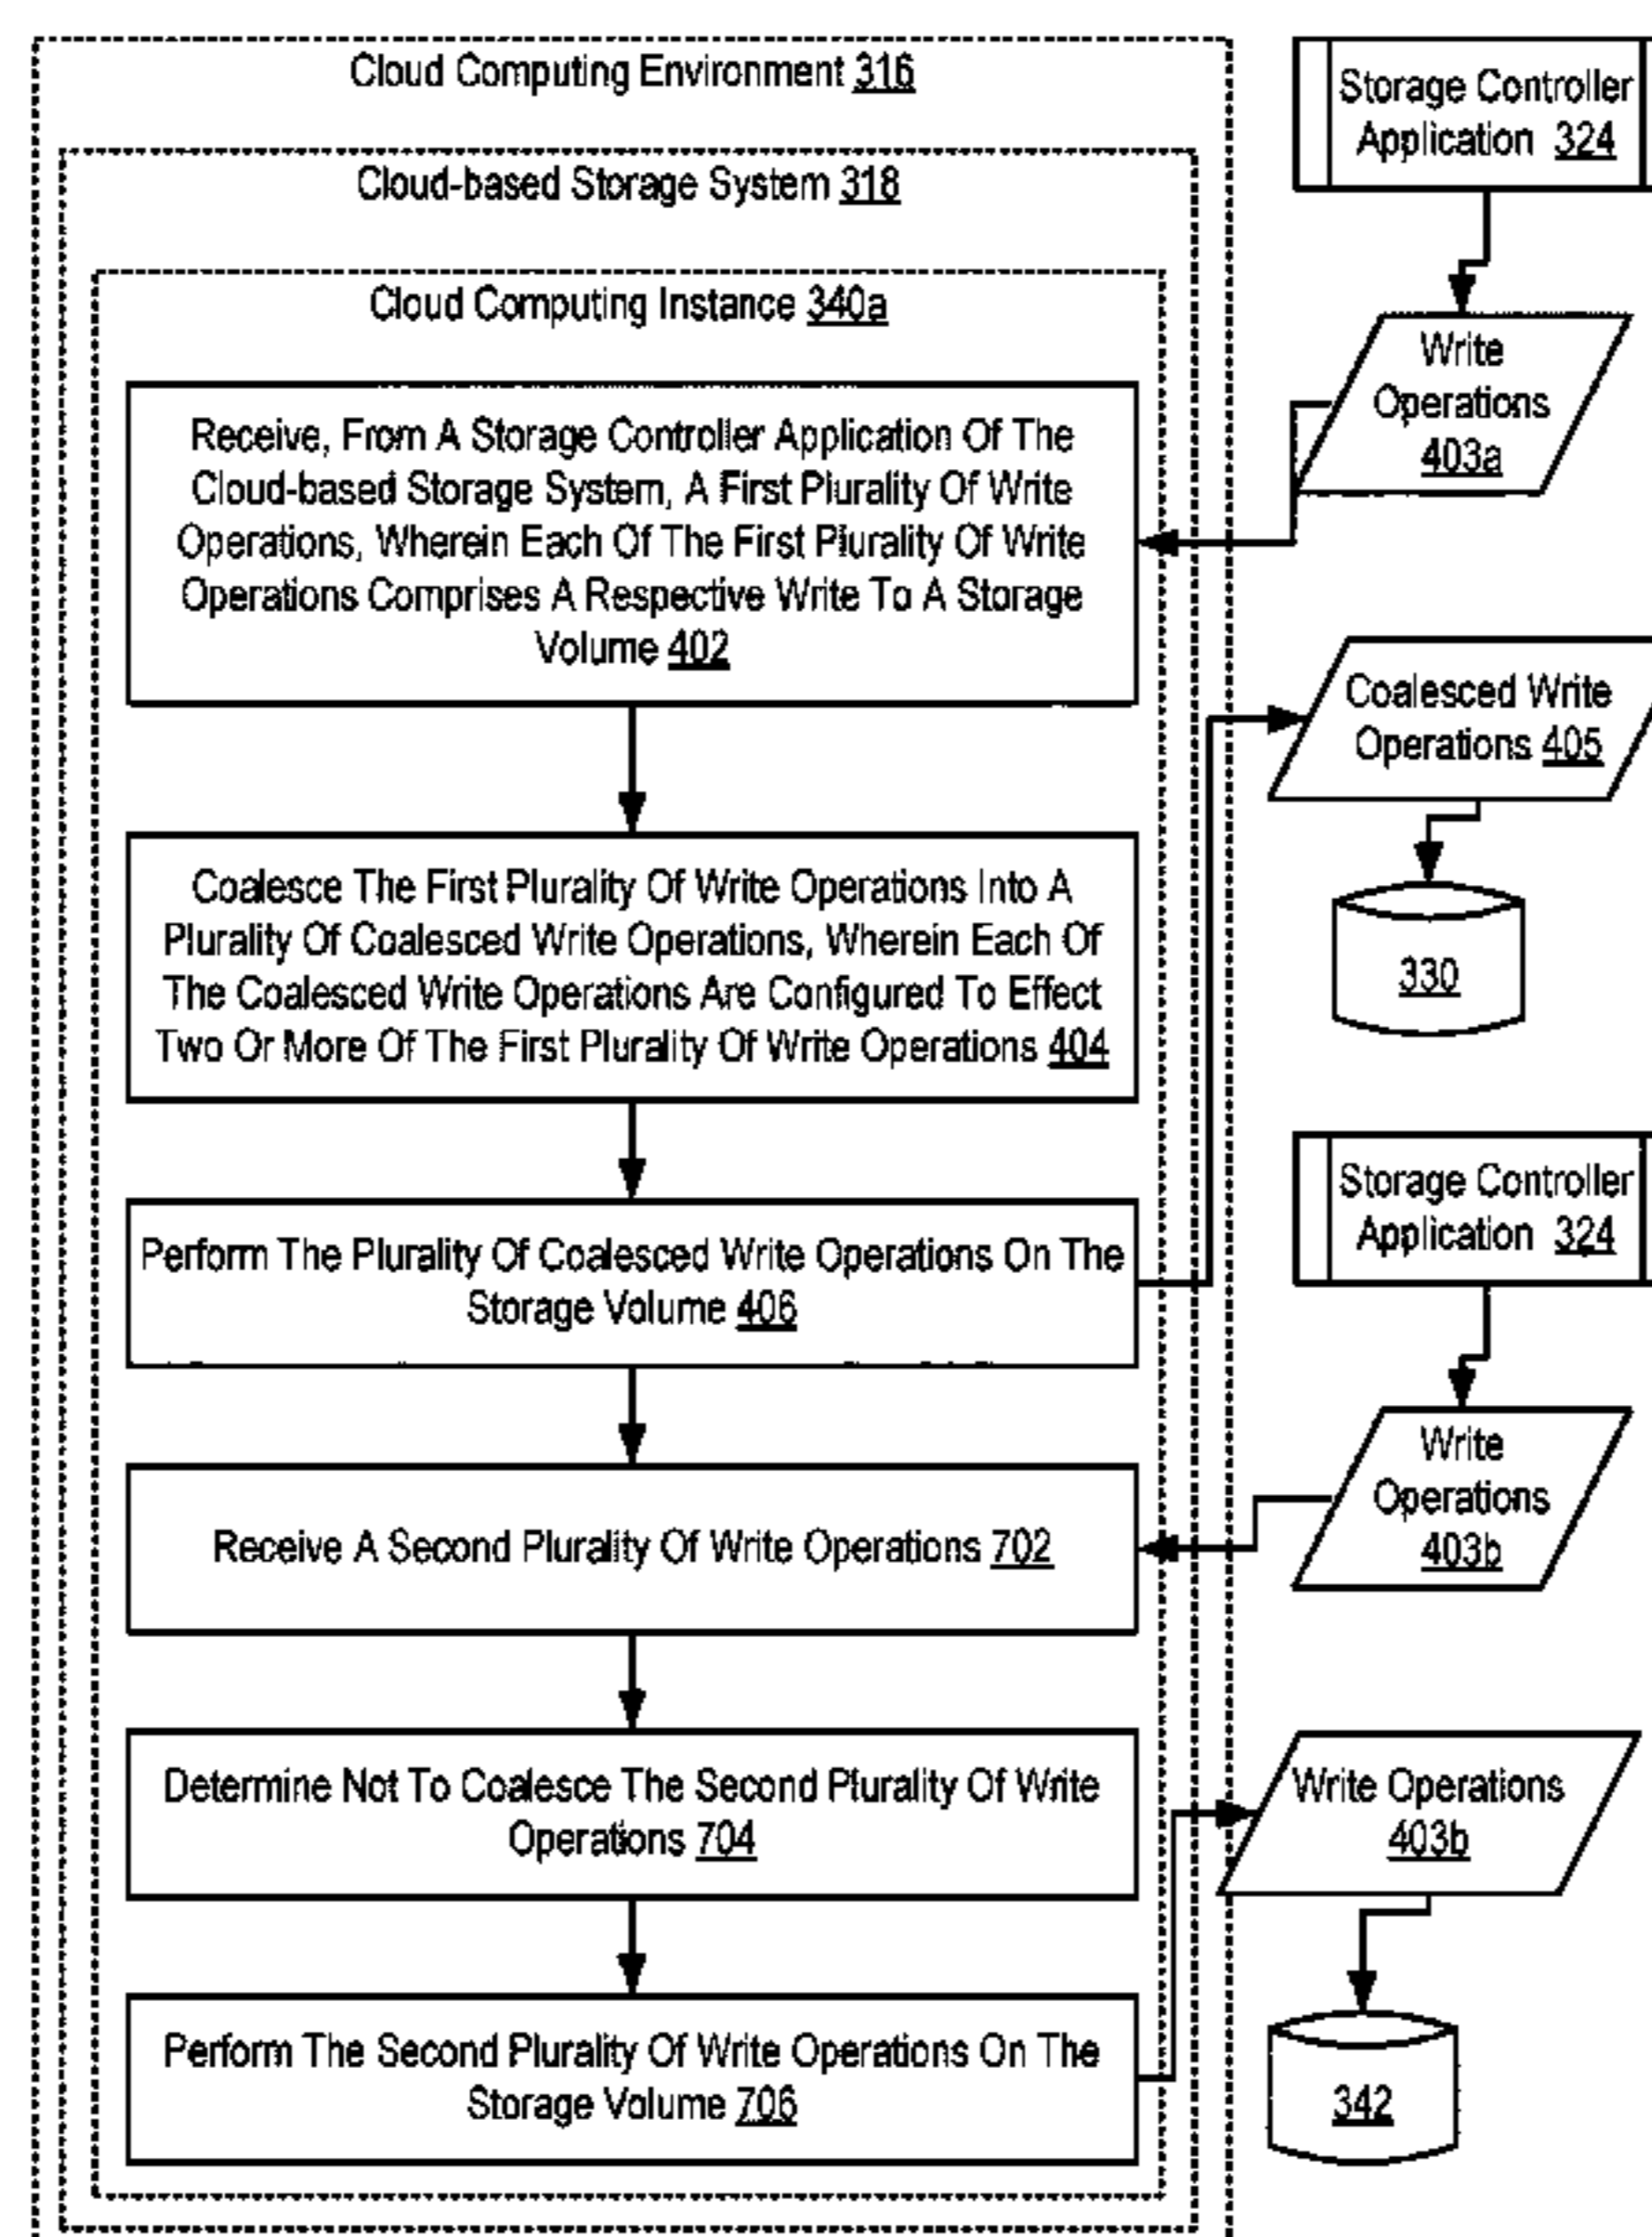 Cloud Computing Environment 316
Cloud-based Storage System 318
Cloud Computing Instance 340a
Receive, From A Storage Controller Application Of The
Cloud-based Storage System, A First Plurality Of Write
Operations, Wherein Each Of The First Plurality Of Write
Operations Comprises A Respective Write To A Storage
Volume 402
Coalesce The First Plurality Of Write Operations Into A
Plurality Of Coalesced Write Operations, Wherein Each Of
The Coalesced Write Operations Are Configured To Effect
Two Or More Of The First Plurality Of Write Operations 404
Perform The Plurality Of Coalesced Write Operations On The
Storage Volume 406
Receive A Second Plurality Of Write Operations 702
Determine Not To Coalesce The Second Plurality Of Write
Operations 704
Perform The Second Plurality Of Write Operations On The
Storage Volume 706
Storage Controller
Application 324
Write
Operations
403a
Coalesced Write
Operations 405
330
Storage Controller
Application 324
Write
Operations
403b
Write Operations
403b
342